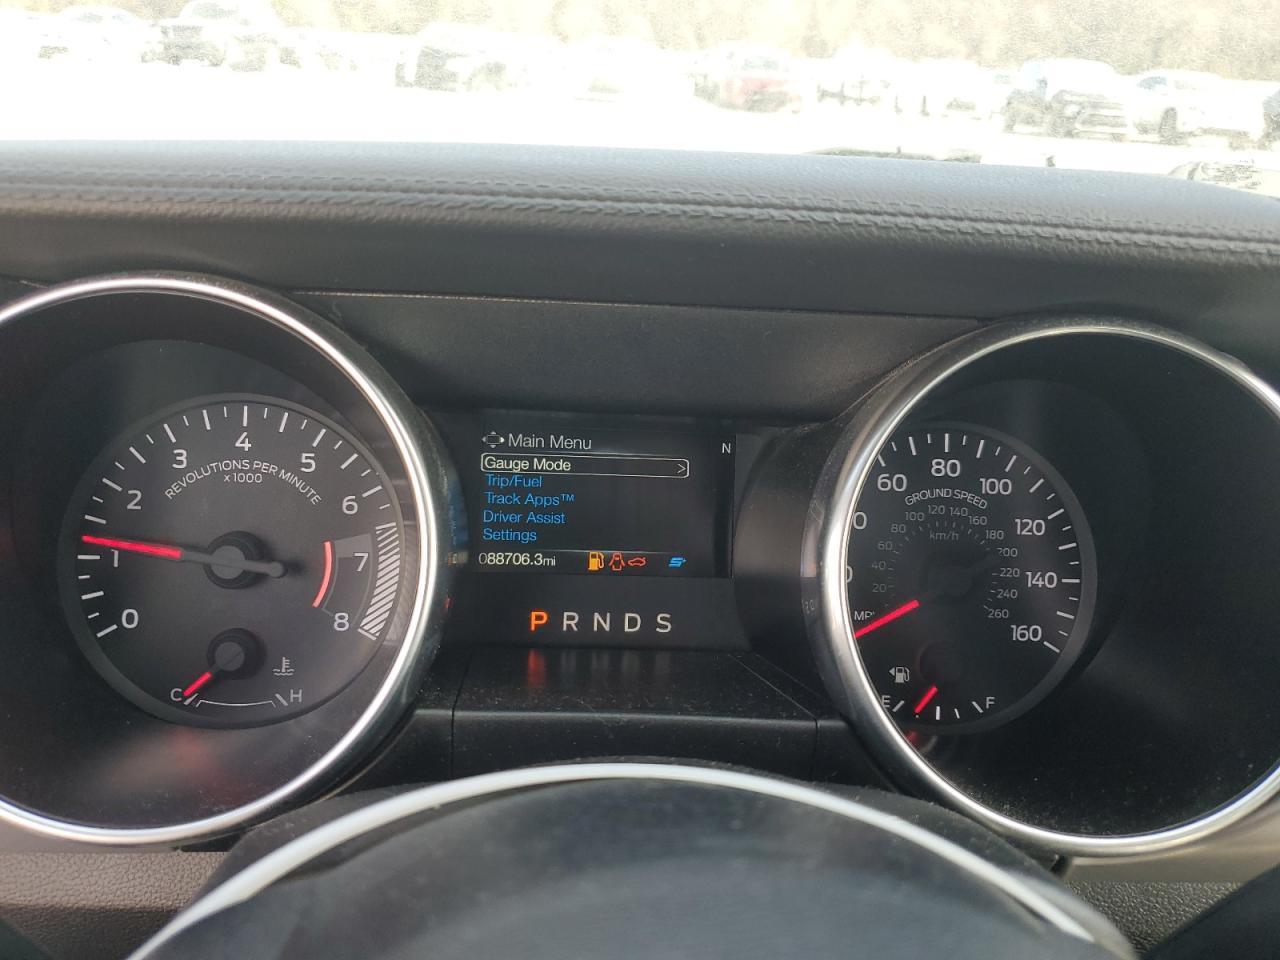 0
1
2
3
4
5
6
7
8
REVOLUTIONS PER MINUTE
x1000
C
H
Main Menu
N
Gauge Mode >
Trip/Fuel
Track Apps™
Driver Assist
Settings
088706.3mi
P R N D S
0
0
60
80
100
120
140
160
GROUND SPEED
20
40
60
80
100
120
140
160
180
200
220
240
260
km/h
E
F